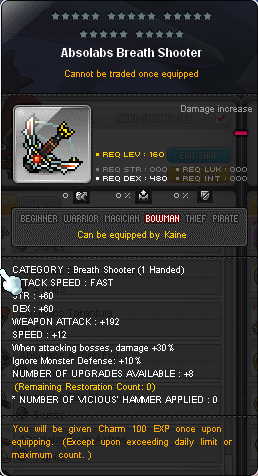 Absolabs Breath Shooter
Cannot be traded once equipped
Damage increase
• REQ LEV : 160
• REQ STR : 000 • REQ LUK : 000
• REQ DEX : 480 • REQ INT : 000
0 % 0 % 0 %
BEGINNER WARRIOR MAGICIAN BOWMAN THIEF PIRATE
Can be equipped by Kaine
CATEGORY : Breath Shooter (1 Handed)
ATTACK SPEED : FAST
STR : +60
DEX : +60
WEAPON ATTACK : +192
SPEED : +12
When attacking bosses, damage +30%
Ignore Monster Defense: +10%
NUMBER OF UPGRADES AVAILABLE : +8
(Remaining Restoration Count: 0)
* NUMBER OF VICIOUS' HAMMER APPLIED : 0
You will be given Charm 100 EXP once upon
equipping. (Except upon exceeding daily limit or
maximum count. )